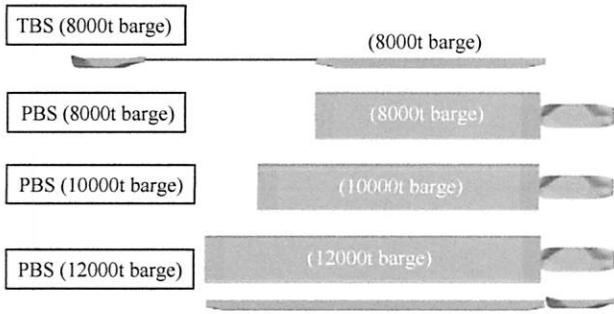 TBS (8000t barge)
(8000t barge)
PBS (8000t barge)
(8000t barge)
PBS (10000t barge)
(10000t barge)
PBS (12000t barge)
(12000t barge)